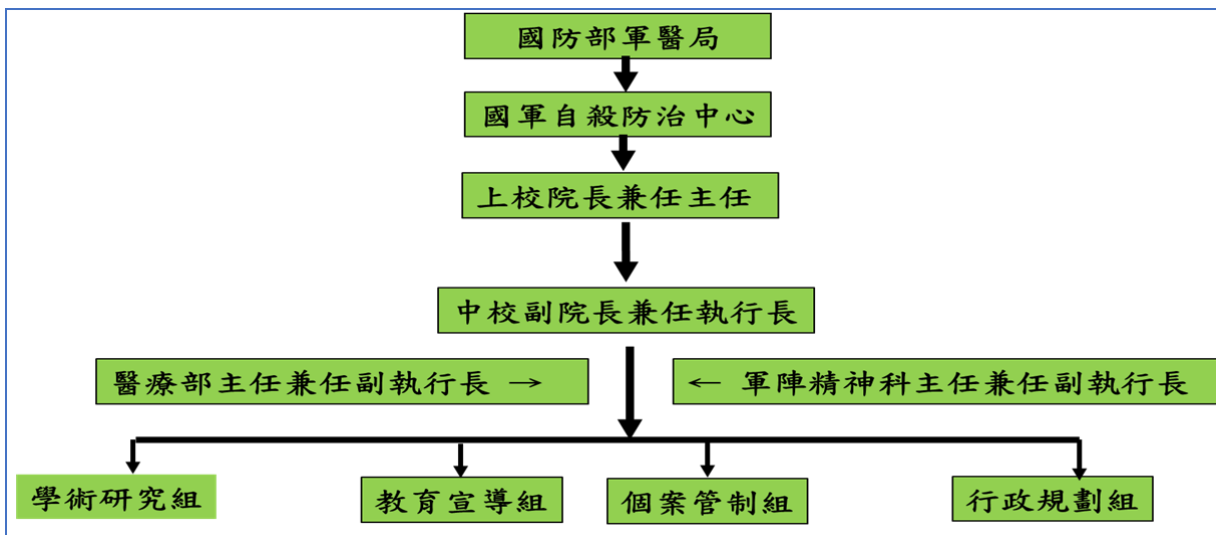 國防部軍醫局
國軍自殺防治中心
上校院長兼任主任
中校副院長兼任執行長
醫療部主任兼任副執行長 →
← 軍陣精神科主任兼任副執行長
學術研究組
教育宣導組
個案管制組
行政規劃組